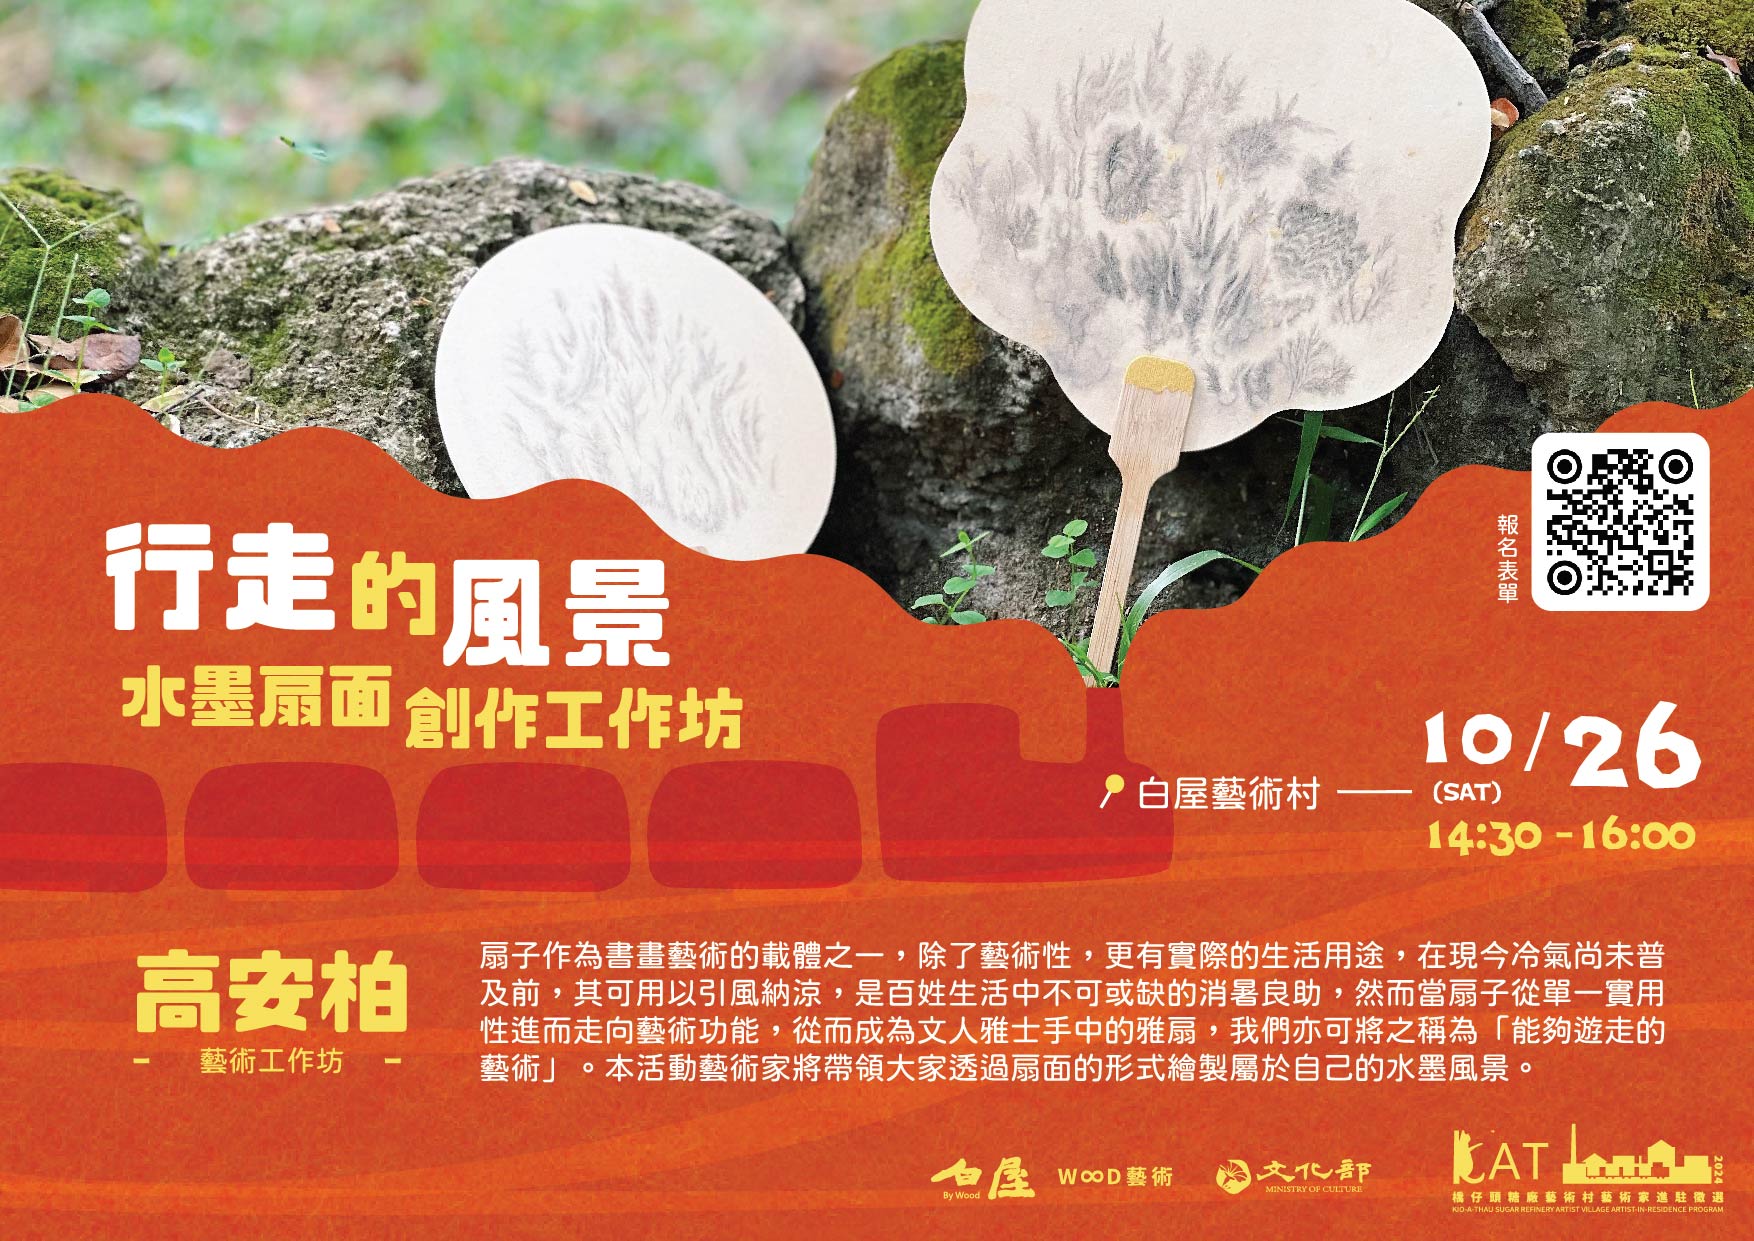 行走的風景
水墨扇面創作工作坊
報名表單
白屋藝術村
10/26
(SAT)
14:30-16:00
高安柏
- 藝術工作坊 -
扇子作為書畫藝術的載體之一，除了藝術性，更有實際的生活用途，在現今冷氣尚未普
及前，其可用以引風納涼，是百姓生活中不可或缺的消暑良助，然而當扇子從單一實用
性進而走向藝術功能，從而成為文人雅士手中的雅扇，我們亦可將之稱為「能夠遊走的
藝術」。本活動藝術家將帶領大家透過扇面的形式繪製屬於自己的水墨風景。
白屋
By Wood
WOOD藝術
文化部
MINISTRY OF CULTURE
KAT
2024
橋仔頭糖廠藝術村藝術家進駐徵選
KIO-A-THAU SUGAR REFINERY ARTIST VILLAGE ARTIST-IN-RESIDENCE PROGRAM